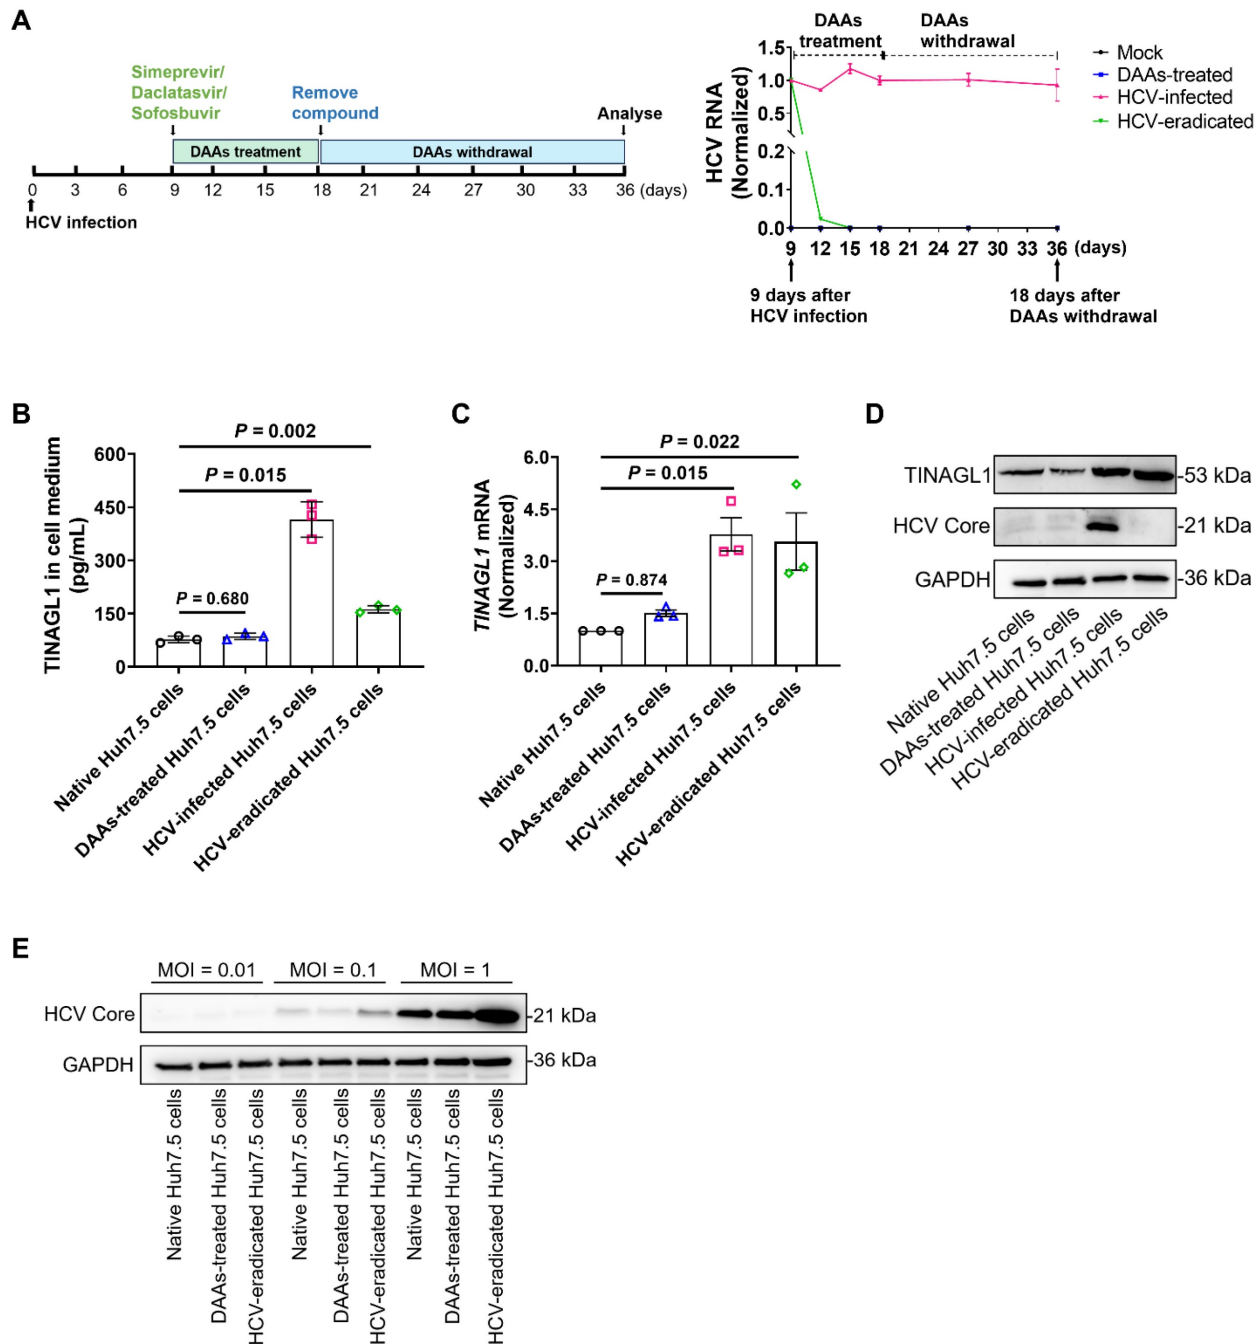 A
Simeprevir/
Daclatasvir/
Sofosbuvir
Remove
compound
Analyse
DAAs treatment
DAAs withdrawal
0 3 6 9 12 15 18 21 24 27 30 33 36 (days)
HCV infection
DAAs
treatment
DAAs
withdrawal
Mock
DAAs-treated
HCV-infected
HCV-eradicated
HCV RNA
(Normalized)
1.5
1.0
0.5
0.2
0.1
0.0
9 12 15 18 21 24 27 30 33 36 (days)
9 days after
HCV infection
18 days after
DAAs withdrawal
B
TINAGL1 in cell medium
(pg/mL)
600
450
300
150
0
P = 0.002
P = 0.015
P = 0.680
Native Huh7.5 cells
DAAs-treated Huh7.5 cells
HCV-infected Huh7.5 cells
HCV-eradicated Huh7.5 cells
C
TINAGL1 mRNA
(Normalized)
6.0
4.5
3.0
1.5
0.0
P = 0.022
P = 0.015
P = 0.874
Native Huh7.5 cells
DAAs-treated Huh7.5 cells
HCV-infected Huh7.5 cells
HCV-eradicated Huh7.5 cells
D
TINAGL1 -53 kDa
HCV Core -21 kDa
GAPDH -36 kDa
Native Huh7.5 cells
DAAs-treated Huh7.5 cells
HCV-infected Huh7.5 cells
HCV-eradicated Huh7.5 cells
E
MOI = 0.01 MOI = 0.1 MOI = 1
HCV Core -21 kDa
GAPDH -36 kDa
Native Huh7.5 cells
DAAs-treated Huh7.5 cells
HCV-eradicated Huh7.5 cells
Native Huh7.5 cells
DAAs-treated Huh7.5 cells
HCV-eradicated Huh7.5 cells
Native Huh7.5 cells
DAAs-treated Huh7.5 cells
HCV-eradicated Huh7.5 cells